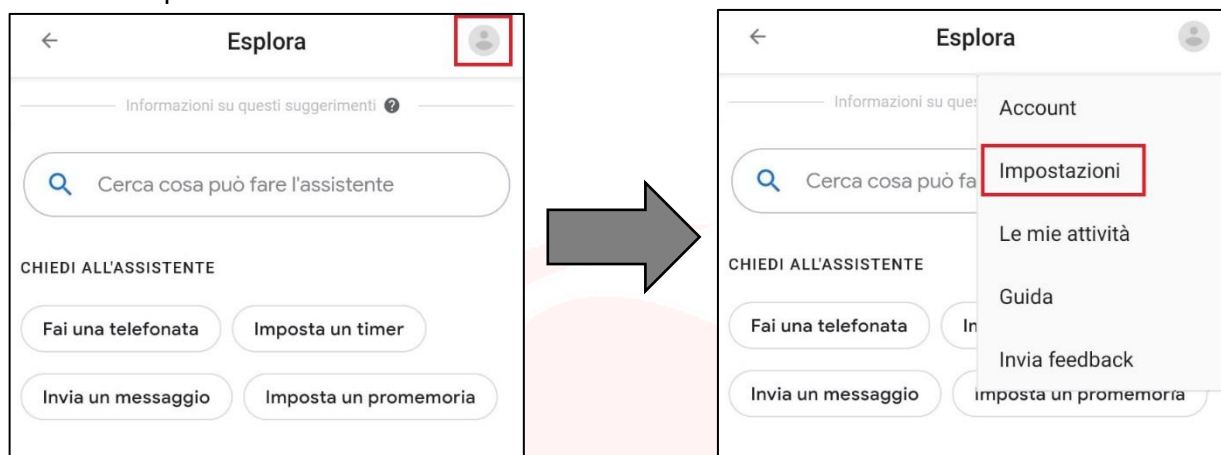 Esplora
Informazioni su questi suggerimenti ?
Cerca cosa può fare l'assistente
CHIEDI ALL'ASSISTENTE
Fai una telefonata
Imposta un timer
Invia un messaggio
Imposta un promemoria
Esplora
Informazioni su
Account
Impostazioni
Cerca cosa può fa
Le mie attività
CHIEDI ALL'ASSISTENTE
Guida
Fai una telefonata
Invia feedback
Invia un messaggio
Imposta un promemoria